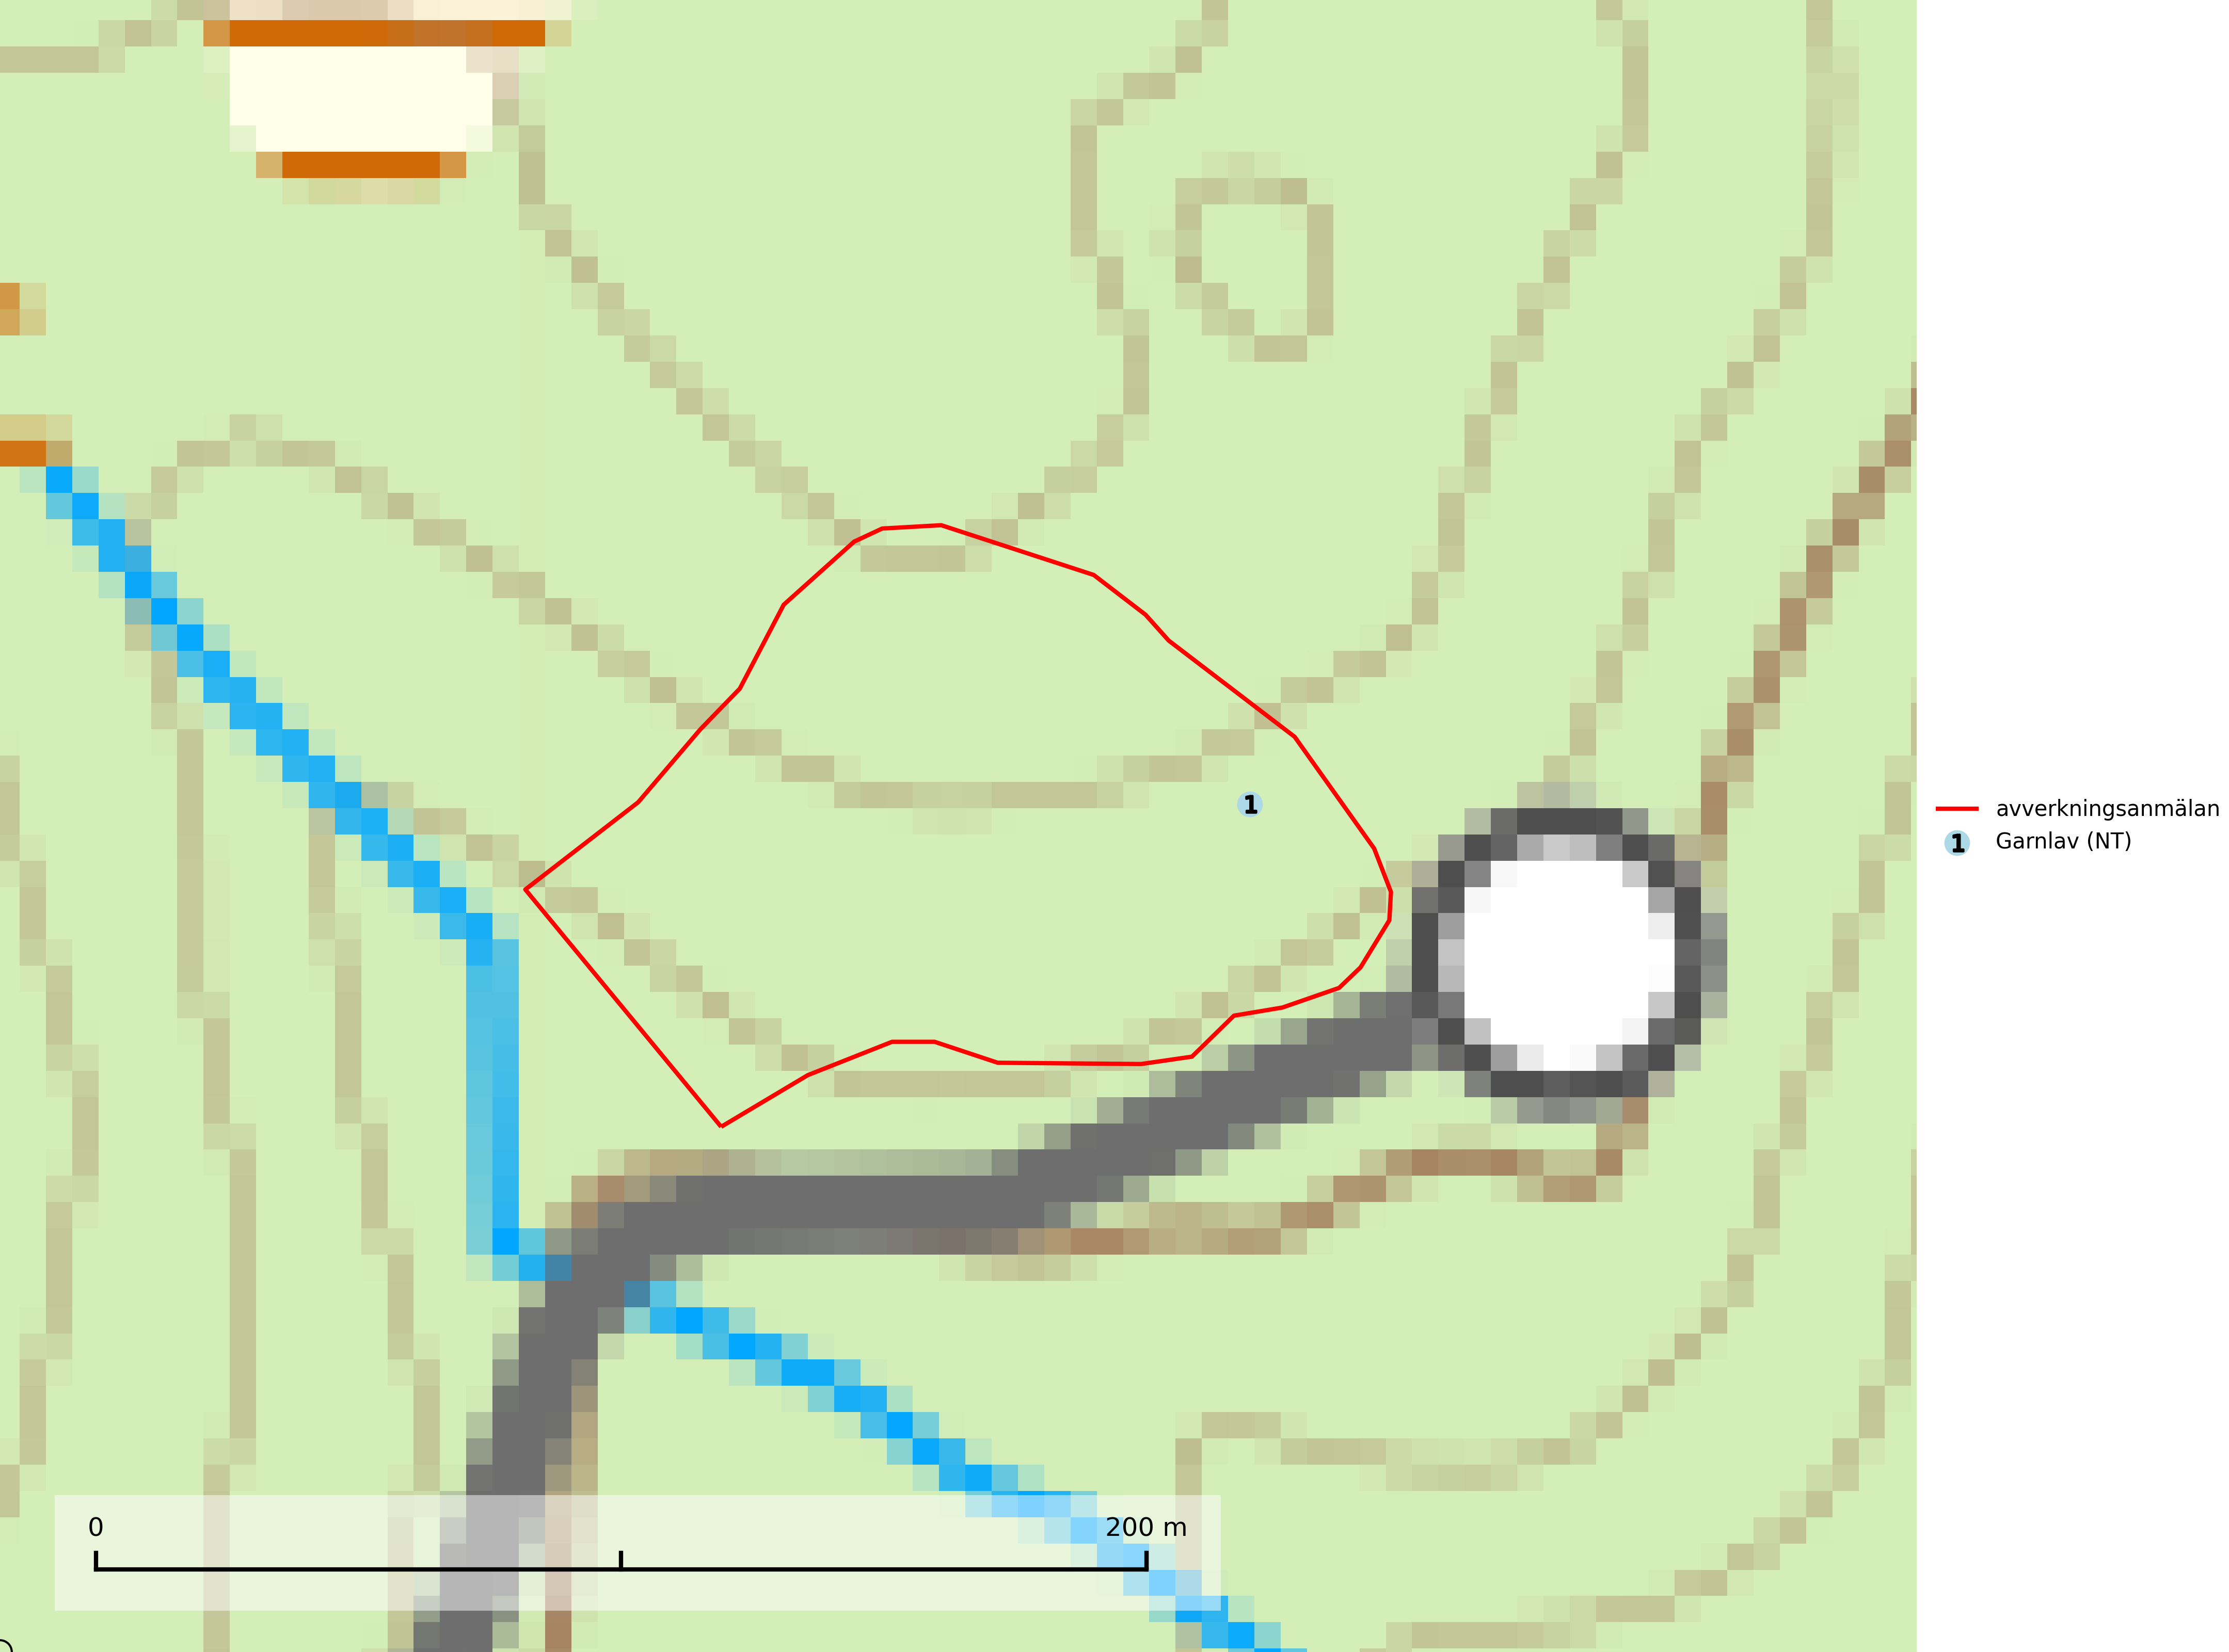 1
avverkningsanmälan
1 Garnlav (NT)
0 200 m